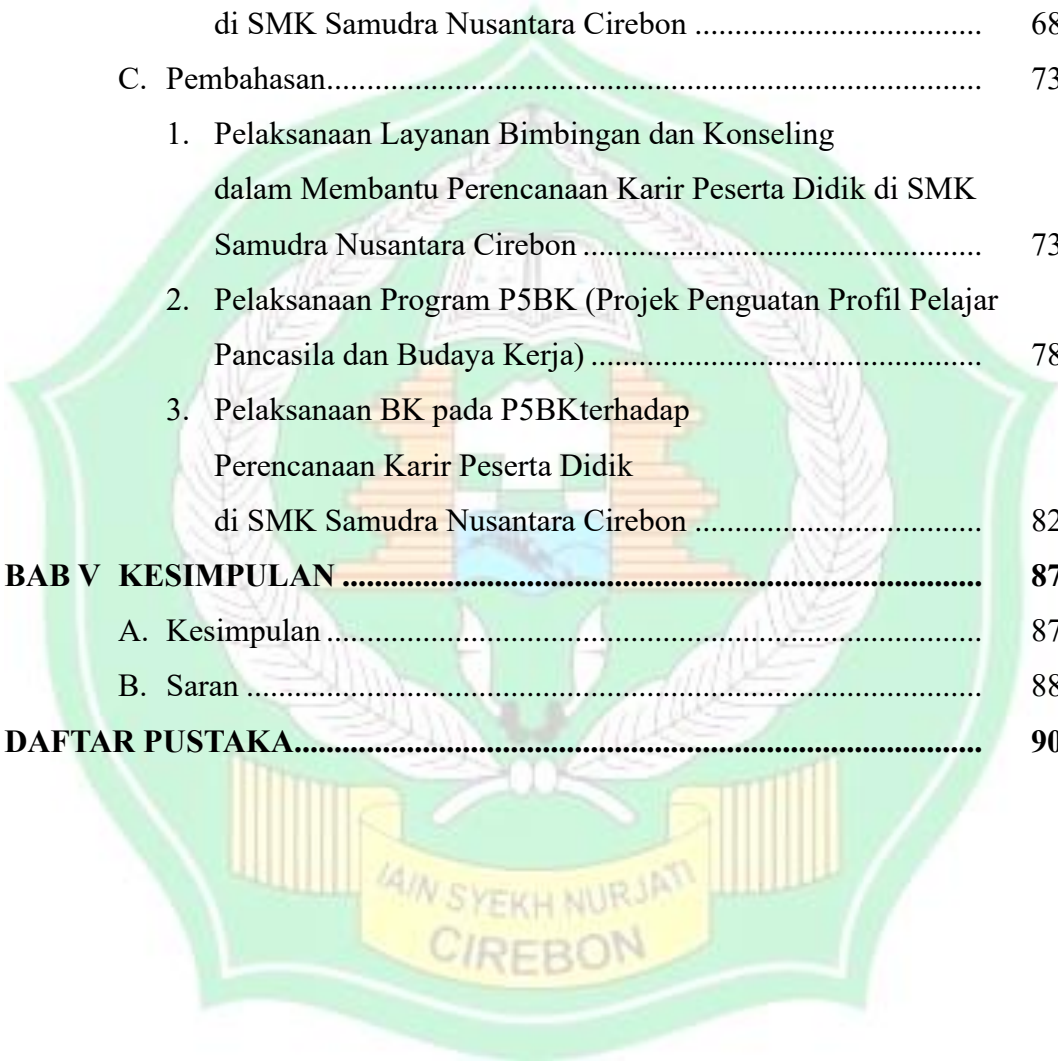 di SMK Samudra Nusantara Cirebon .................................... 68
C. Pembahasan.................................................................................. 73
1. Pelaksanaan Layanan Bimbingan dan Konseling
dalam Membantu Perencanaan Karir Peserta Didik di SMK
Samudra Nusantara Cirebon .................................................. 73
2. Pelaksanaan Program P5BK (Projek Penguatan Profil Pelajar
Pancasila dan Budaya Kerja) ................................................. 78
3. Pelaksanaan BK pada P5BKterhadap
Perencanaan Karir Peserta Didik
di SMK Samudra Nusantara Cirebon .................................... 82
BAB V KESIMPULAN ................................................................................ 87
A. Kesimpulan .................................................................................. 87
B. Saran ............................................................................................ 88
DAFTAR PUSTAKA...................................................................................... 90
IAIN SYEKH NURJATI
CIREBON